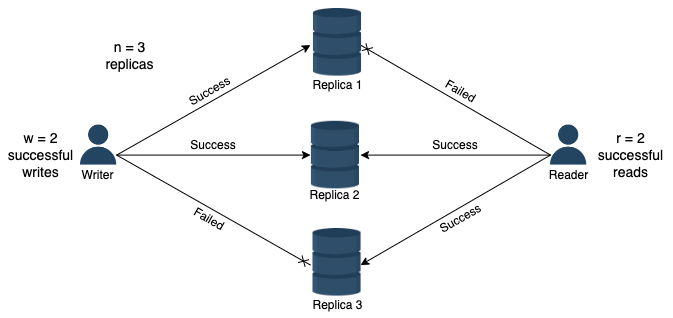 n = 3
replicas
Replica 1
Success
Failed
w = 2
successful
writes
Writer
Success
Success
Replica 2
Reader
r = 2
successful
reads
Failed
Success
Replica 3